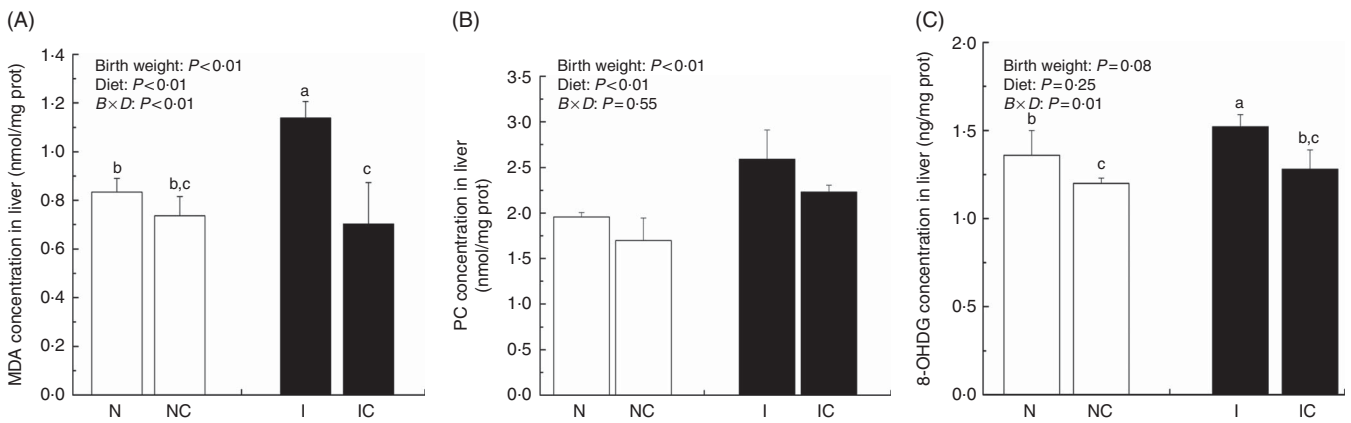 (A)
MDA concentration in liver (nmol/mg prot)
1·4
1·2
1·0
0·8
0·6
0·4
0·2
0·0
Birth weight: P<0·01
Diet: P<0·01
B×D: P<0·01
b
b,c
a
c
N
NC
I
IC
(B)
PC concentration in liver
(nmol/mg prot)
3·5
3·0
2·5
2·0
1·5
1·0
0·5
0·0
Birth weight: P<0·01
Diet: P<0·01
B×D: P=0·55
N
NC
I
IC
(C)
8-OHDG concentration in liver (ng/mg prot)
2·0
1·5
1·0
0·5
0·0
Birth weight: P=0·08
Diet: P=0·25
B×D: P=0·01
b
c
a
b,c
N
NC
I
IC